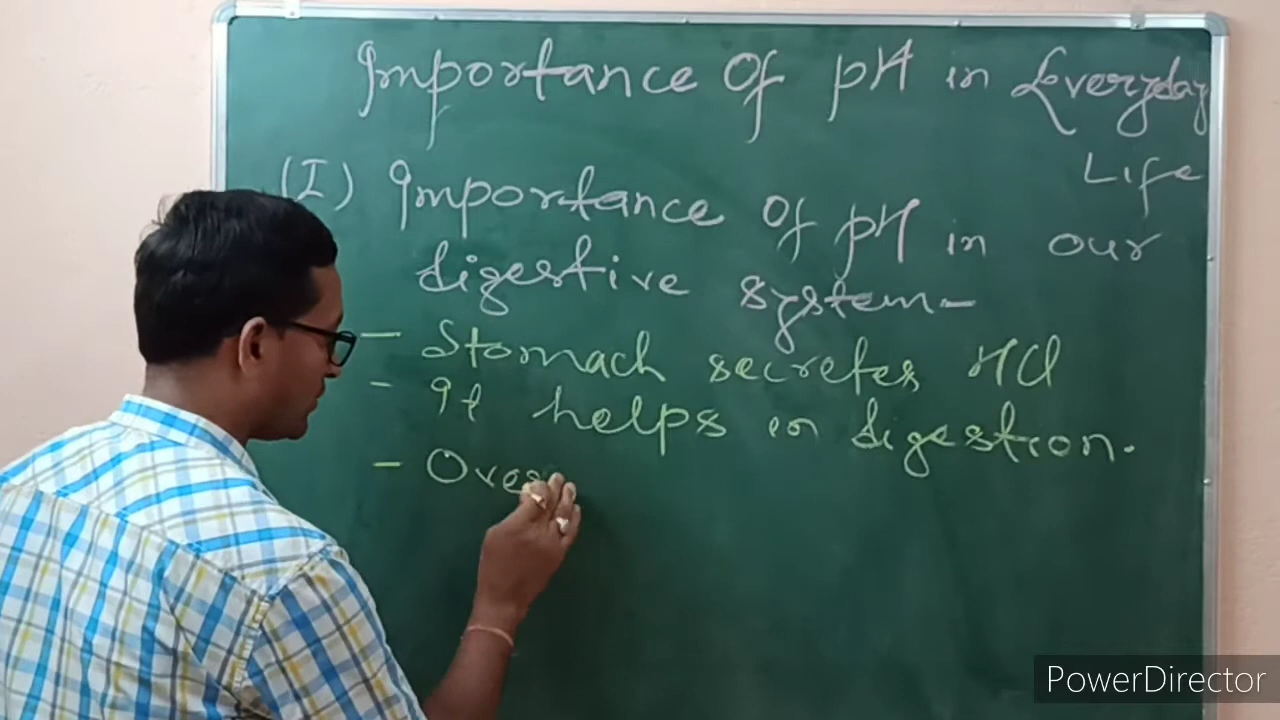 Importance Of pH in Everyday
Life
(I) Importance Of pH in our
digestive system-
- Stomach secretes HCl
- It helps in digestion.
- Over
PowerDirector